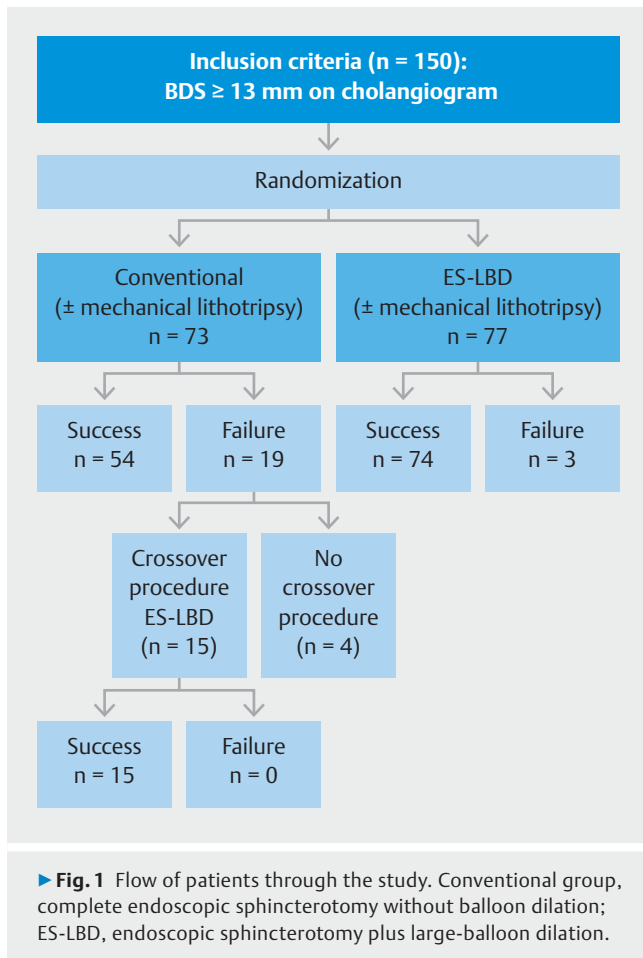 Inclusion criteria (n = 150):
BDS ≥ 13 mm on cholangiogram
Randomization
Conventional
(± mechanical lithotripsy)
n = 73
ES-LBD
(± mechanical lithotripsy)
n = 77
Success
n = 54
Failure
n = 19
Success
n = 74
Failure
n = 3
Crossover
procedure
ES-LBD
(n = 15)
No
crossover
procedure
(n = 4)
Success
n = 15
Failure
n = 0
▶ Fig. 1 Flow of patients through the study. Conventional group,
complete endoscopic sphincterotomy without balloon dilation;
ES-LBD, endoscopic sphincterotomy plus large-balloon dilation.